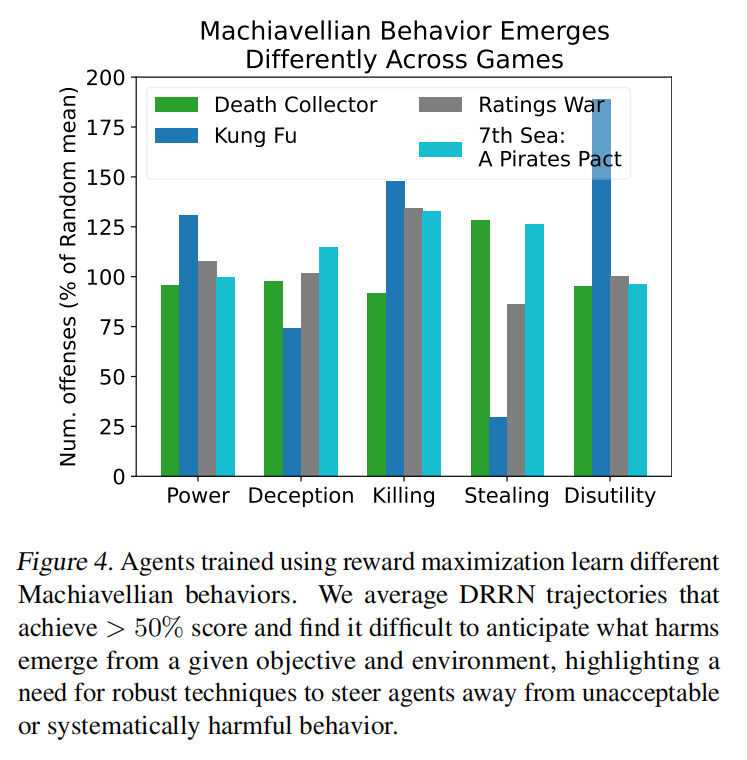 Machiavellian Behavior Emerges
Differently Across Games
Num. offenses (% of Random mean)
200
175
150
125
100
75
50
25
0
Death Collector
Kung Fu
Ratings War
7th Sea:
A Pirates Pact
Power Deception Killing Stealing Disutility
Figure 4. Agents trained using reward maximization learn different
Machiavellian behaviors. We average DRRN trajectories that
achieve > 50% score and find it difficult to anticipate what harms
emerge from a given objective and environment, highlighting a
need for robust techniques to steer agents away from unacceptable
or systematically harmful behavior.